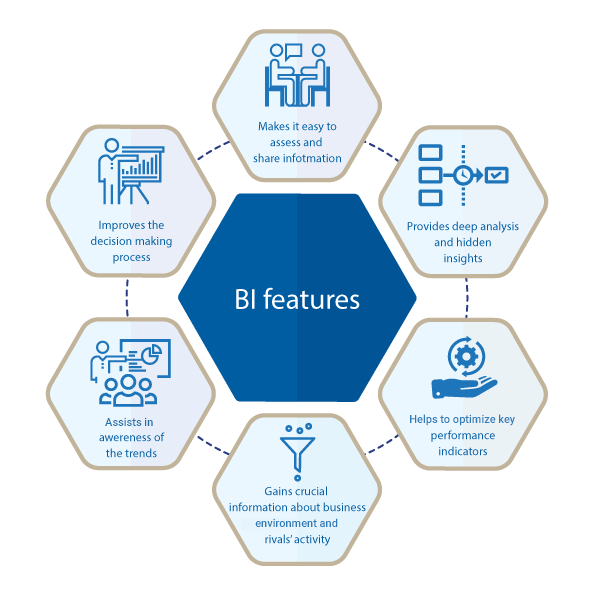 Makes it easy to
assess and
share infotmation
Improves the
decision making
process
Provides deep analysis
and hidden
insights
BI features
Assists in
awereness of
the trends
Helps to optimize key
performance
indicators
Gains crucial
information about business
environment and
rivals' activity